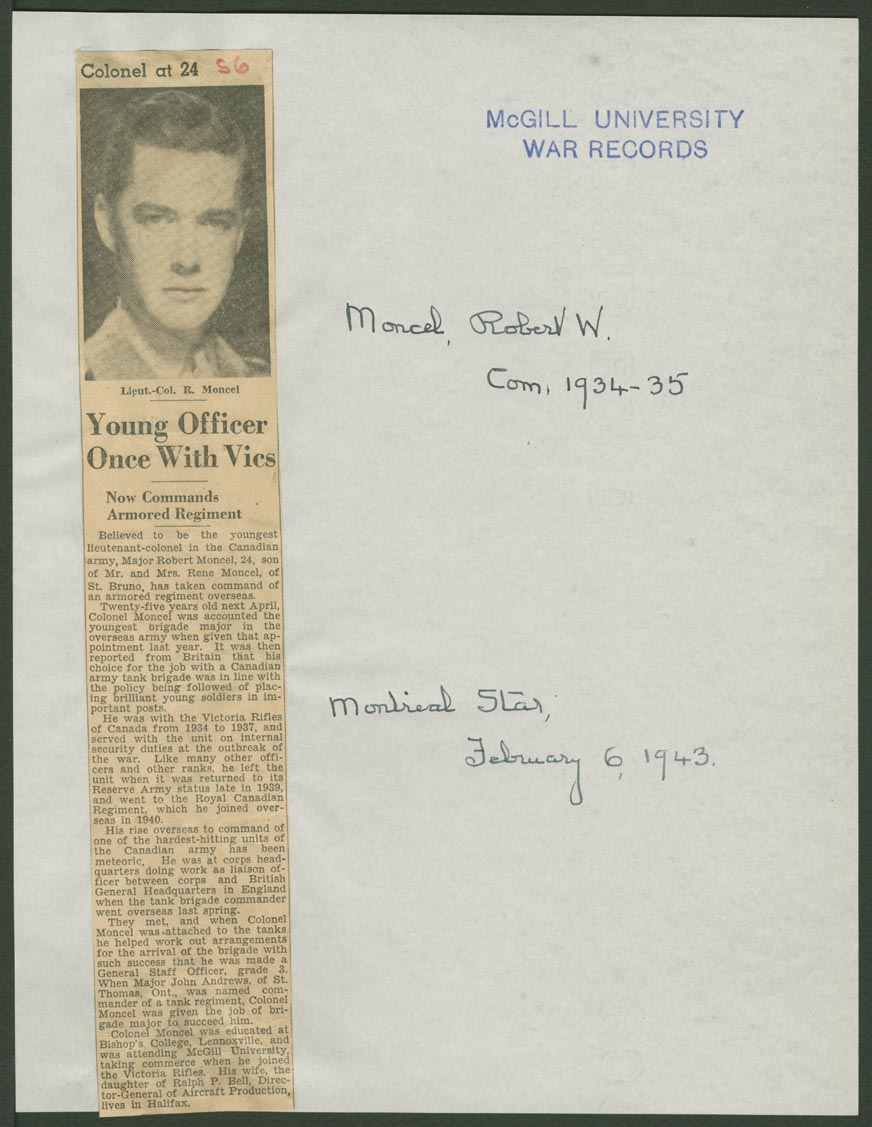 Colonel at 24 S6
McGILL UNIVERSITY
WAR RECORDS
Moncel, Robert W.
Com, 1934-35
Lieut.-Col. R. Moncel
Young Officer
Once With Vics
Now Commands
Armored Regiment
Believed to be the youngest
lieutenant-colonel in the Canadian
army, Major Robert Moncel, 24, son
of Mr. and Mrs. Rene Moncel, of
St. Bruno, has taken command of
an armored regiment overseas.
Twenty-five years old next April,
Colonel Moncel was accounted the
youngest brigade major in the
overseas army when given that ap-
pointment last year. It was then
reported from Britain that his
choice for the job with a Canadian
army tank brigade was in line with
the policy being followed of plac-
ing brilliant young soldiers in im-
portant posts.
He was with the Victoria Rifles
of Canada from 1934 to 1937, and
served with the unit on internal
security duties at the outbreak of
the war. Like many other offi-
cers and other ranks, he left the
unit when it was returned to its
Reserve Army status late in 1939,
and went to the Royal Canadian
Regiment, which he joined over-
seas in 1940.
His rise overseas to command of
one of the hardest-hitting units of
the Canadian army has been
meteoric. He was at corps head-
quarters doing work as liaison of-
ficer between corps and British
General Headquarters in England
when the tank brigade commander
went overseas last spring.
They met, and when Colonel
Moncel was attached to the tanks
he helped work out arrangements
for the arrival of the brigade with
such success that he was made a
General Staff Officer, grade 3.
When Major John Andrews, of St.
Thomas, Ont., was named com-
mander of a tank regiment, Colonel
Moncel was given the job of bri-
gade major to succeed him.
Colonel Moncel was educated at
Bishop's College, Lennoxville, and
was attending McGill University,
taking commerce when he joined
the Victoria Rifles. His wife, the
daughter of Ralph P. Bell, Direc-
tor-General of Aircraft Production,
lives in Halifax.
Montreal Star,
February 6, 1943.